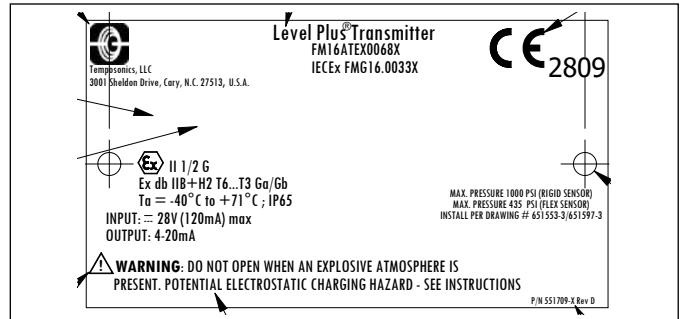 Level Plus® Transmitter
FM16ATEX0068X
IECEx FMG16.0033X
CE 2809
Temposonics, LLC
3001 Sheldon Drive, Cary, N.C. 27513, U.S.A.
Ex II 1/2 G
Ex db IIB+H2 T6...T3 Ga/Gb
Ta = -40°C to +71°C ; IP65
INPUT: ⎓ 28V (120mA) max
OUTPUT: 4-20mA
MAX. PRESSURE 1000 PSI (RIGID SENSOR)
MAX. PRESSURE 435 PSI (FLEX SENSOR)
INSTALL PER DRAWING # 651553-3/651597-3
WARNING: DO NOT OPEN WHEN AN EXPLOSIVE ATMOSPHERE IS
PRESENT. POTENTIAL ELECTROSTATIC CHARGING HAZARD - SEE INSTRUCTIONS
P/N 551709-X Rev D